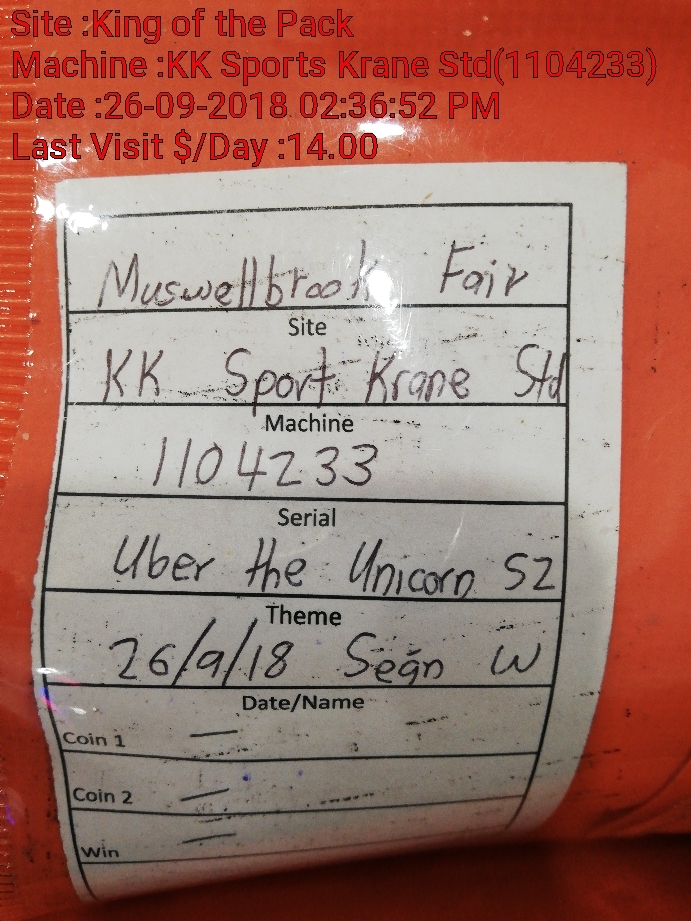 Site :King of the Pack
Machine :KK Sports Krane Std(1104233)
Date :26-09-2018 02:36:52 PM
Last Visit $/Day :14.00
Muswellbrook Fair
Site
KK Sport Krane Std
Machine
1104233
Serial
Uber the Unicorn S2
Theme
26/9/18 Sean W
Date/Name
Coin 1 —
Coin 2 —
Win —